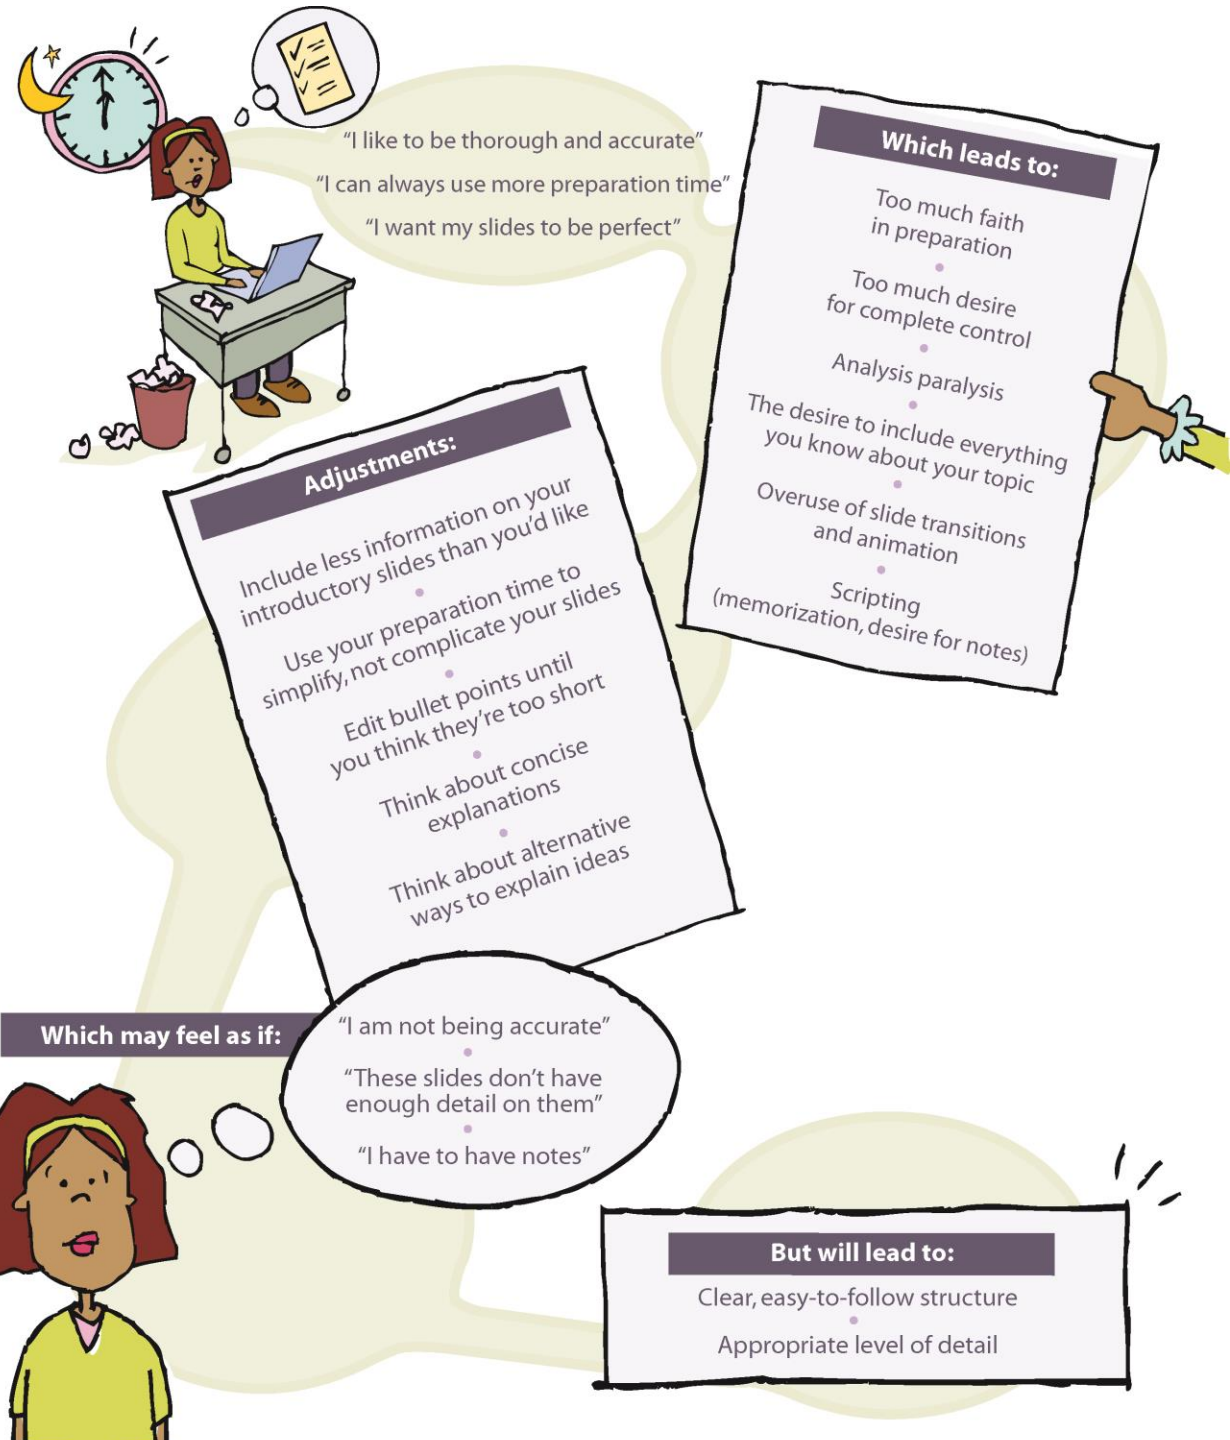 “I like to be thorough and accurate”
“I can always use more preparation time”
“I want my slides to be perfect”
Which leads to:
Too much faith
in preparation
•
Too much desire
for complete control
•
Analysis paralysis
•
The desire to include everything
you know about your topic
•
Overuse of slide transitions
and animation
•
Scripting
(memorization, desire for notes)
Adjustments:
Include less information on your
introductory slides than you’d like
•
Use your preparation time to
simplify, not complicate your slides
•
Edit bullet points until
you think they’re too short
•
Think about concise
explanations
•
Think about alternative
ways to explain ideas
Which may feel as if:
“I am not being accurate”
•
“These slides don’t have
enough detail on them”
•
“I have to have notes”
But will lead to:
Clear, easy-to-follow structure
•
Appropriate level of detail